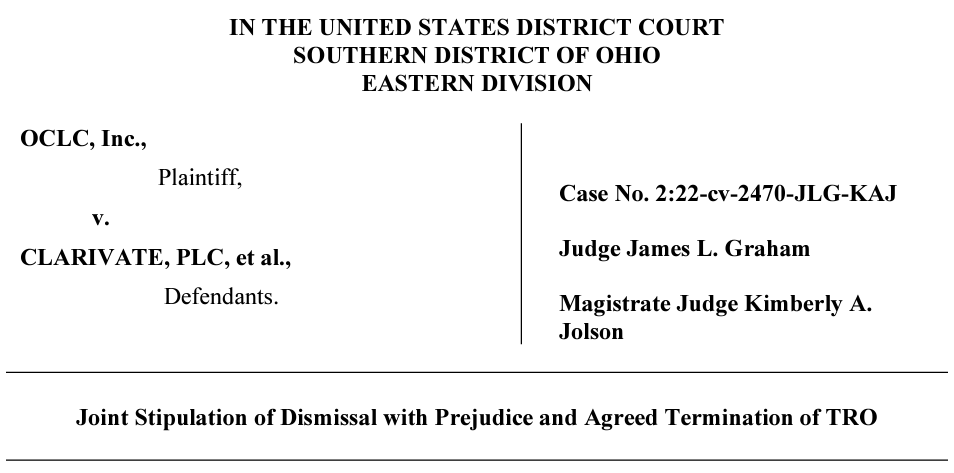 IN THE UNITED STATES DISTRICT COURT
SOUTHERN DISTRICT OF OHIO
EASTERN DIVISION
OCLC, Inc.,
Plaintiff,
v.
CLARIVATE, PLC, et al.,
Defendants.
Case No. 2:22-cv-2470-JLG-KAJ
Judge James L. Graham
Magistrate Judge Kimberly A.
Jolson
Joint Stipulation of Dismissal with Prejudice and Agreed Termination of TRO